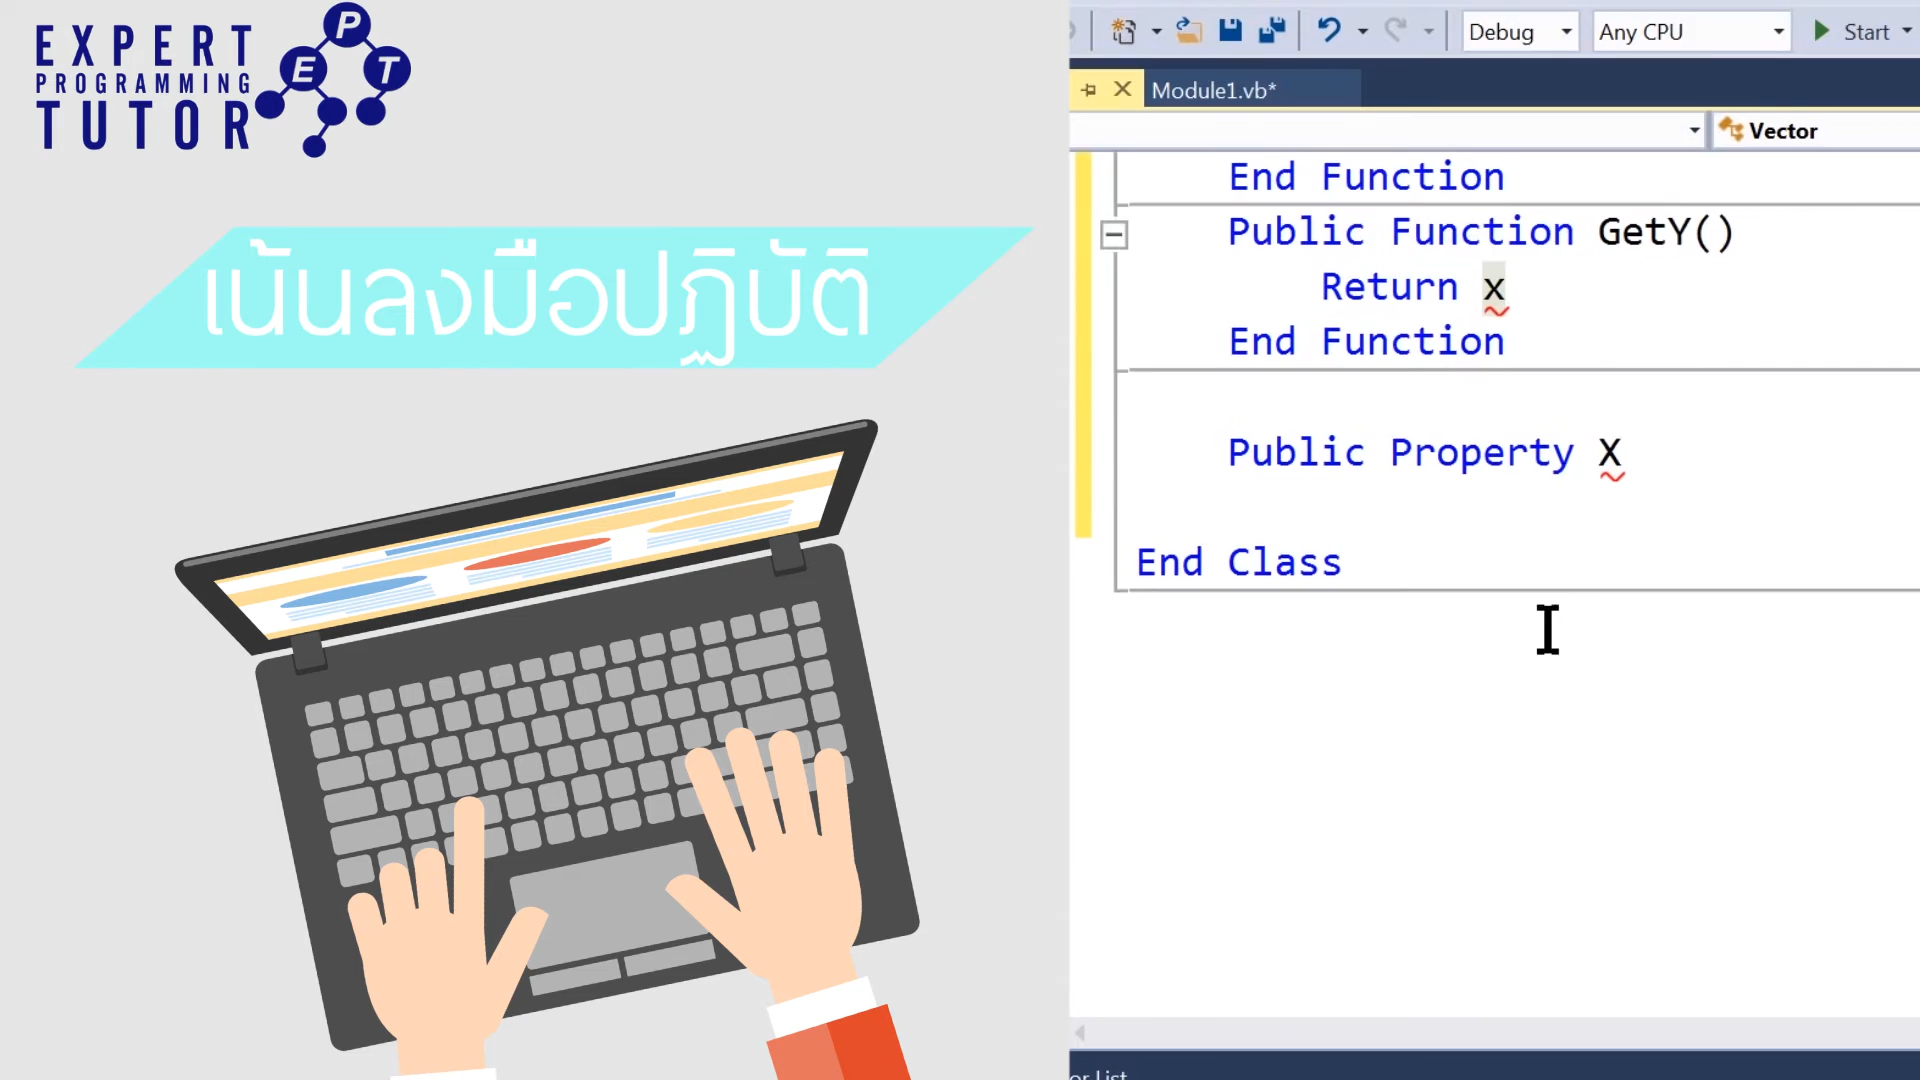 EXPERT
PROGRAMMING
TUTOR
P
E T
เน้นลงมือปฏิบัติ
Debug Any CPU Start
Module1.vb*
Vector
End Function
Public Function GetY()
Return x
End Function
Public Property X
End Class